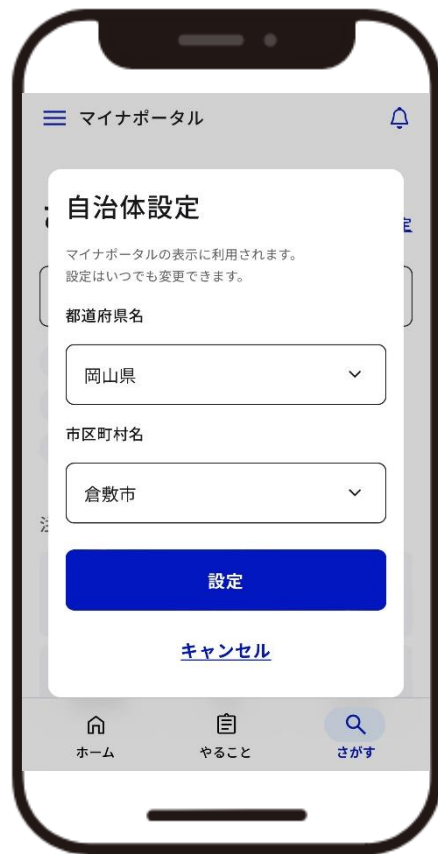 マイナポータル
自治体設定
マイナポータルの表示に利用されます。
設定はいつでも変更できます。
都道府県名
岡山県
市区町村名
倉敷市
設定
キャンセル
ホーム
やること
さがす